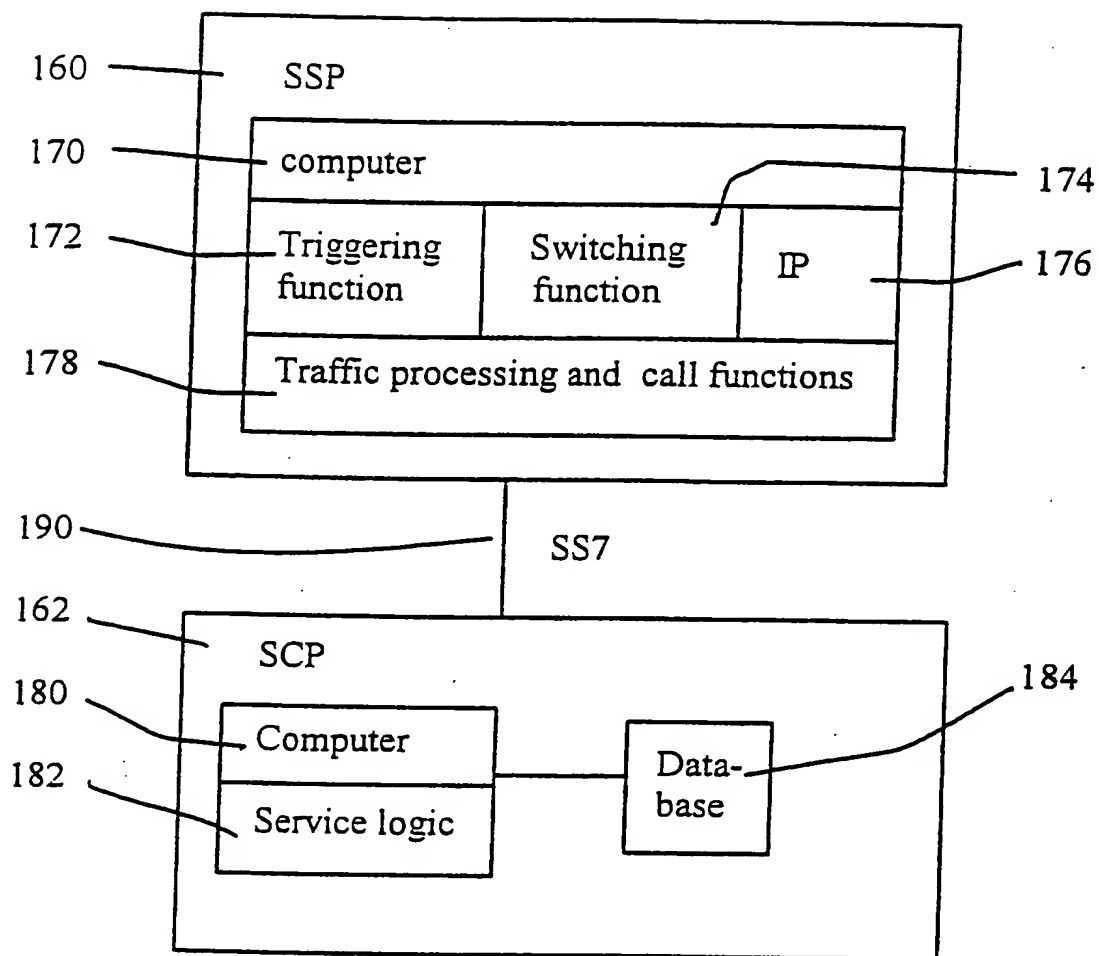 160
SSP
170
computer
174
172
Triggering
function
Switching
function
IP
176
178
Traffic processing and call functions
190
SS7
162
SCP
180
184
Computer
182
Data-
base
Service logic